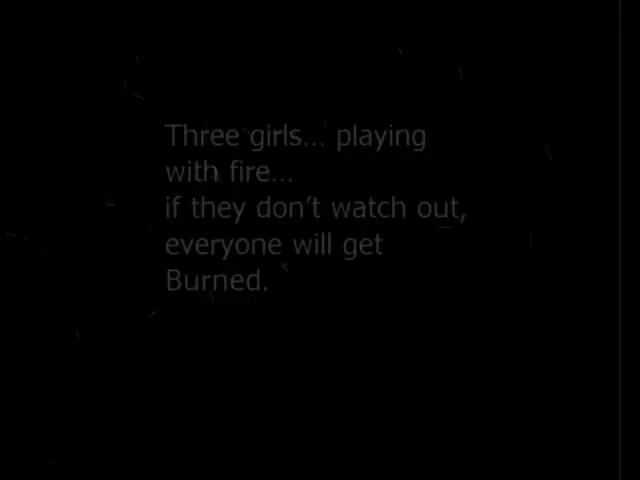 Three girls... playing
with fire...
if they don't watch out,
everyone will get
Burned.